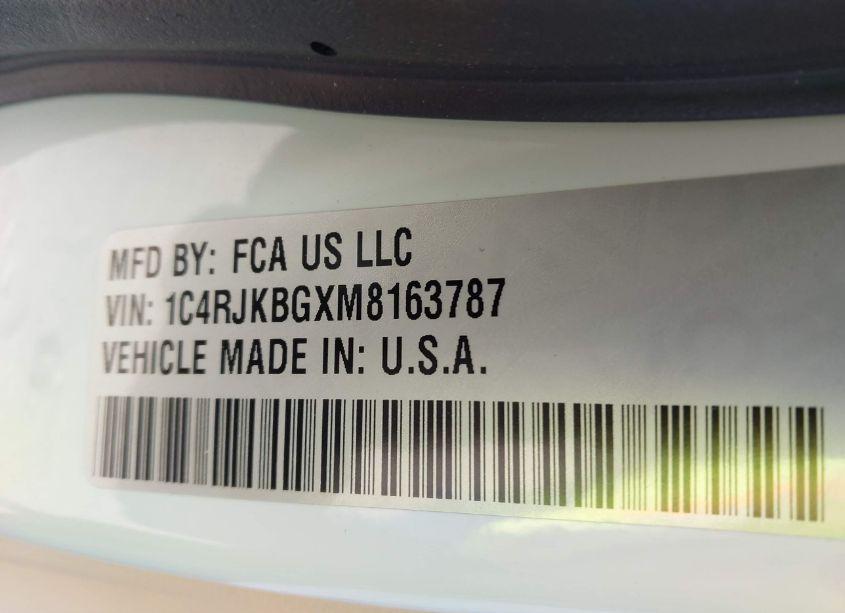 MFD BY: FCA US LLC
VIN: 1C4RJKBGXM8163787
VEHICLE MADE IN: U.S.A.